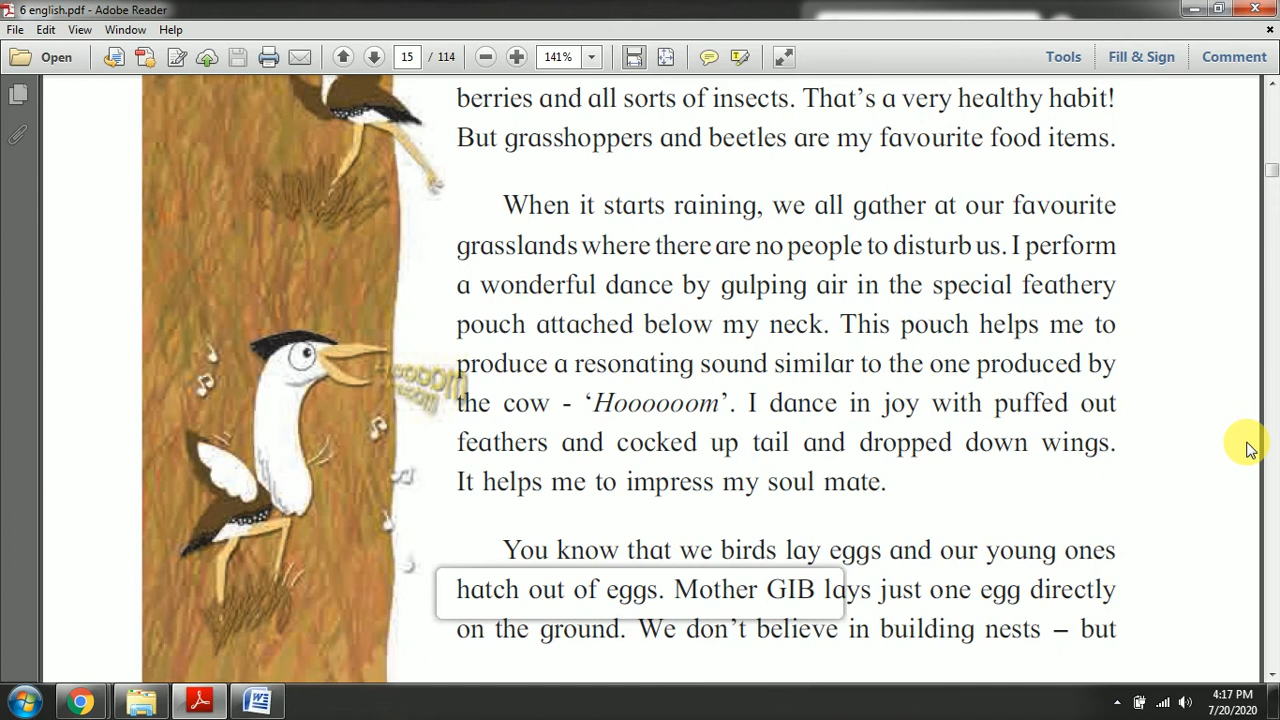 6 english.pdf - Adobe Reader
File Edit View Window Help
Open 15 / 114 141% Tools Fill & Sign Comment
berries and all sorts of insects. That's a very healthy habit!
But grasshoppers and beetles are my favourite food items.
When it starts raining, we all gather at our favourite
grasslands where there are no people to disturb us. I perform
a wonderful dance by gulping air in the special feathery
pouch attached below my neck. This pouch helps me to
produce a resonating sound similar to the one produced by
the cow - ‘Hoooooom’. I dance in joy with puffed out
feathers and cocked up tail and dropped down wings.
It helps me to impress my soul mate.
You know that we birds lay eggs and our young ones
hatch out of eggs. Mother GIB lays just one egg directly
on the ground. We don't believe in building nests – but
4:17 PM
7/20/2020